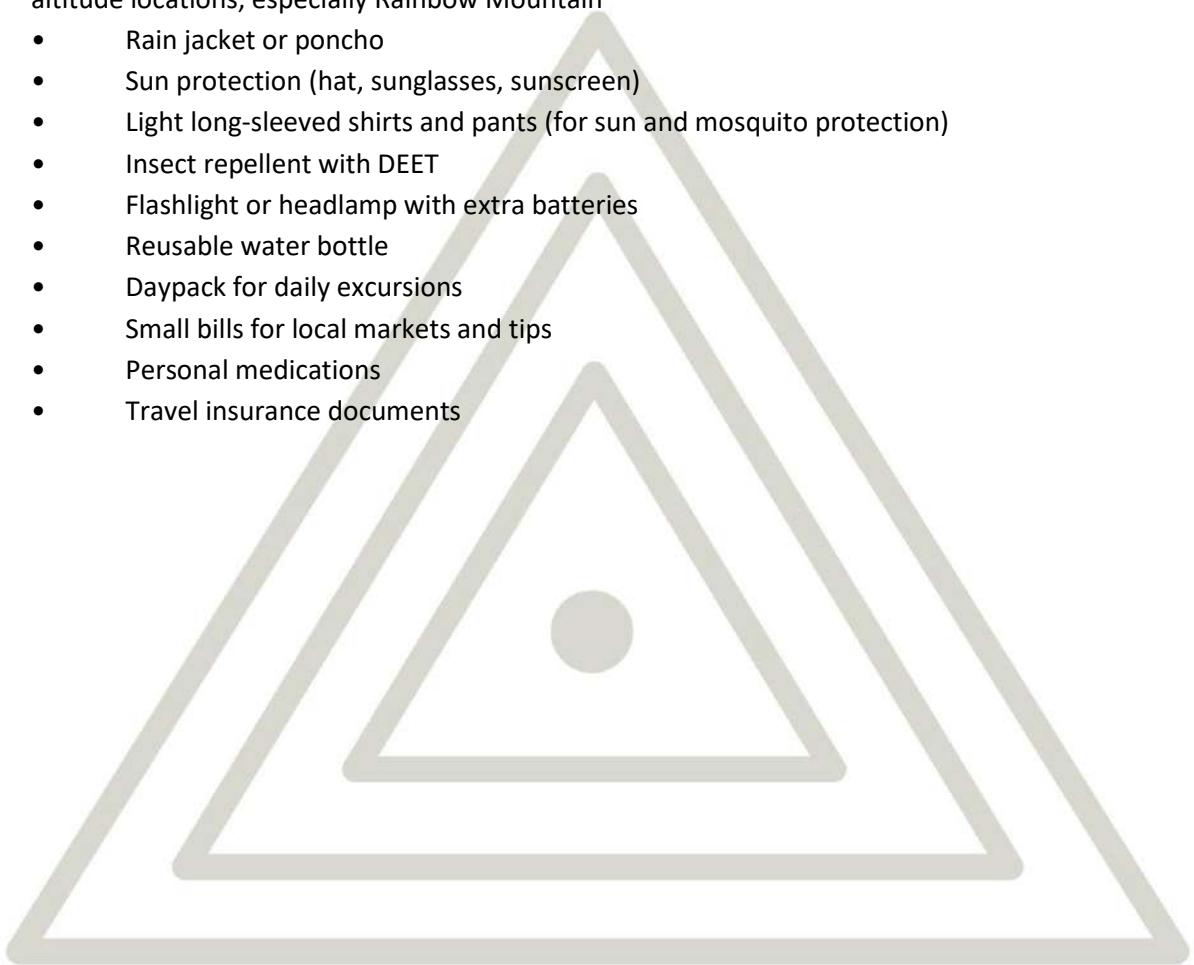 altitude locations, especially Rainbow Mountain
• Rain jacket or poncho
• Sun protection (hat, sunglasses, sunscreen)
• Light long-sleeved shirts and pants (for sun and mosquito protection)
• Insect repellent with DEET
• Flashlight or headlamp with extra batteries
• Reusable water bottle
• Daypack for daily excursions
• Small bills for local markets and tips
• Personal medications
• Travel insurance documents